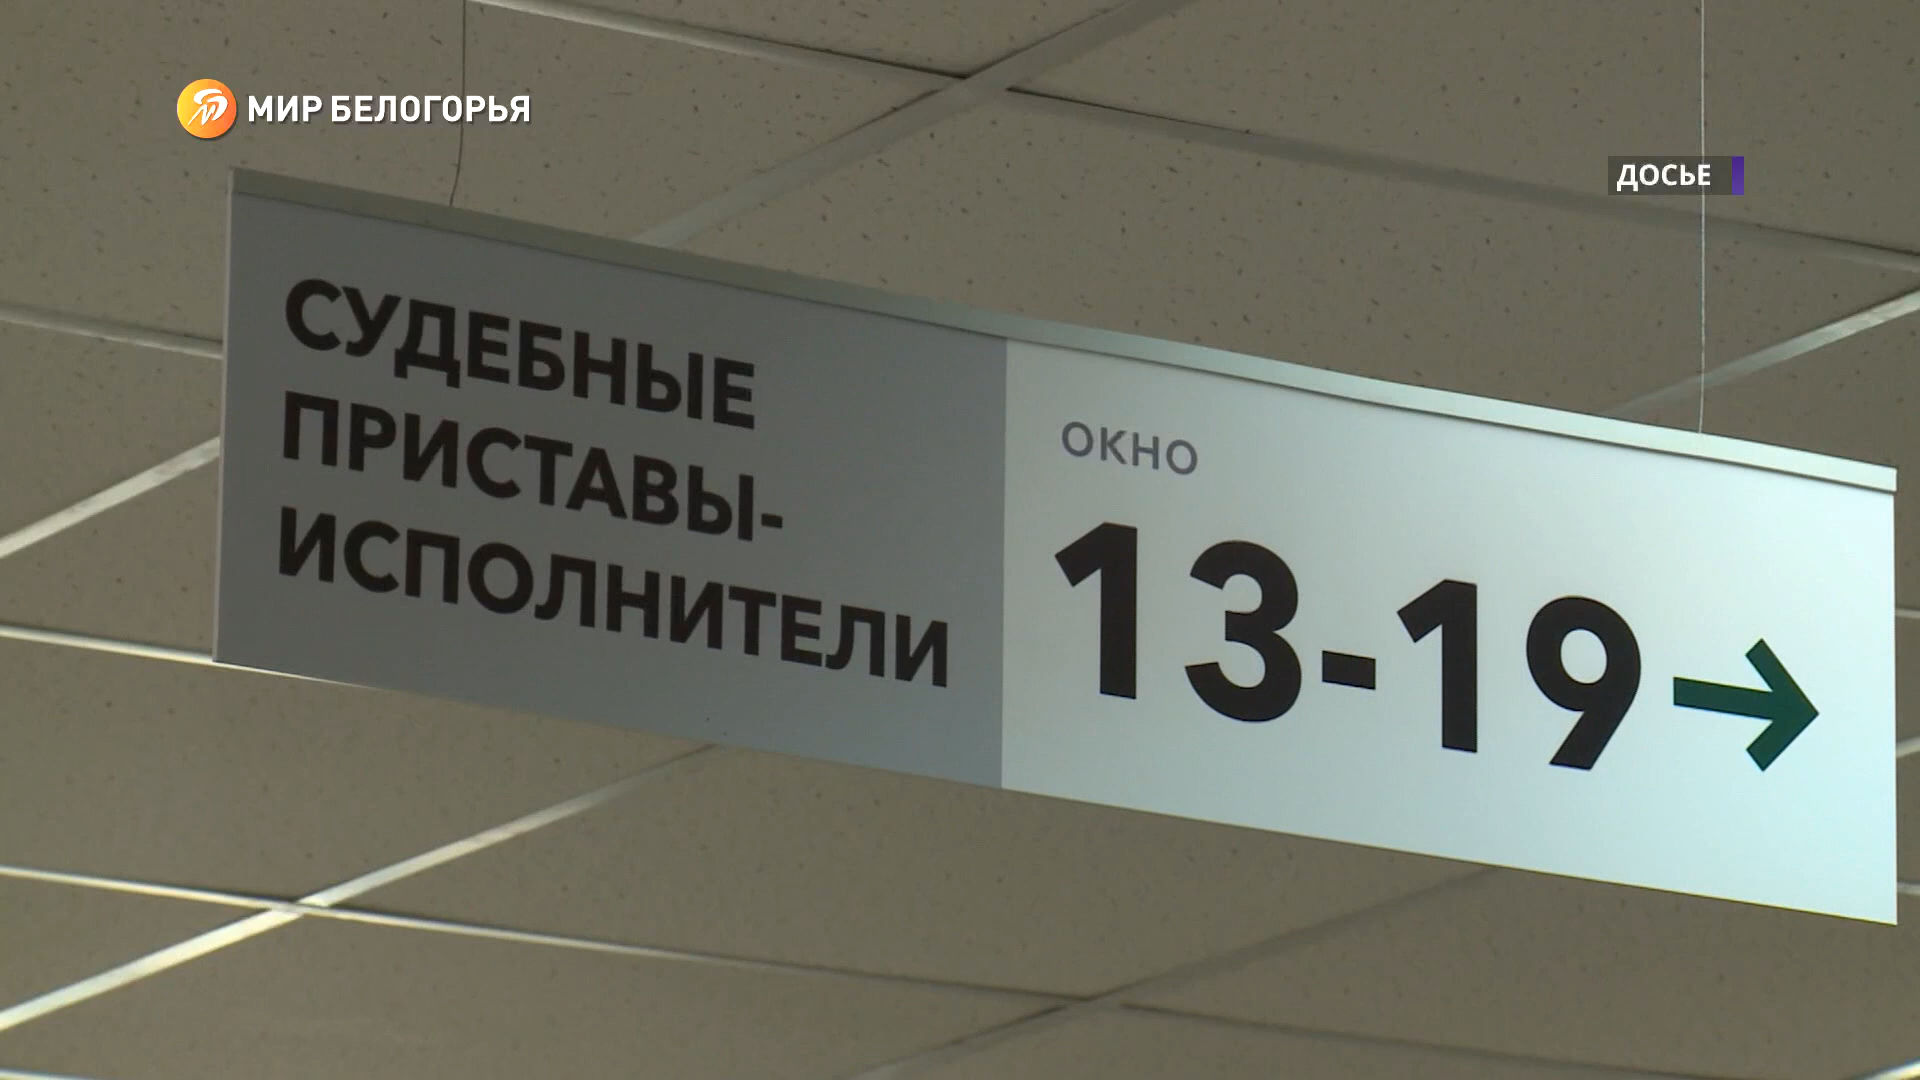 МИР БЕЛОГОРЬЯ
ДОСЬЕ
СУДЕБНЫЕ
ПРИСТАВЫ-
ИСПОЛНИТЕЛИ
ОКНО
13-19→